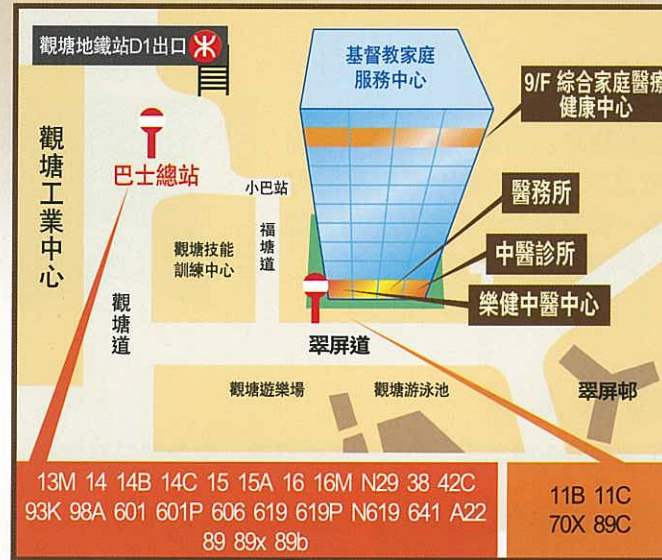 觀塘地鐵站D1出口
基督教家庭
服務中心
9/F 綜合家庭醫療
健康中心
觀塘工業中心
巴士總站
小巴站
醫務所
福塘道
觀塘技能
訓練中心
中醫診所
樂健中醫中心
觀塘道
翠屏道
觀塘遊樂場
觀塘游泳池
翠屏邨
13M 14 14B 14C 15 15A 16 16M N29 38 42C
93K 98A 601 601P 606 619 619P N619 641 A22
89 89x 89b
11B 11C
70X 89C